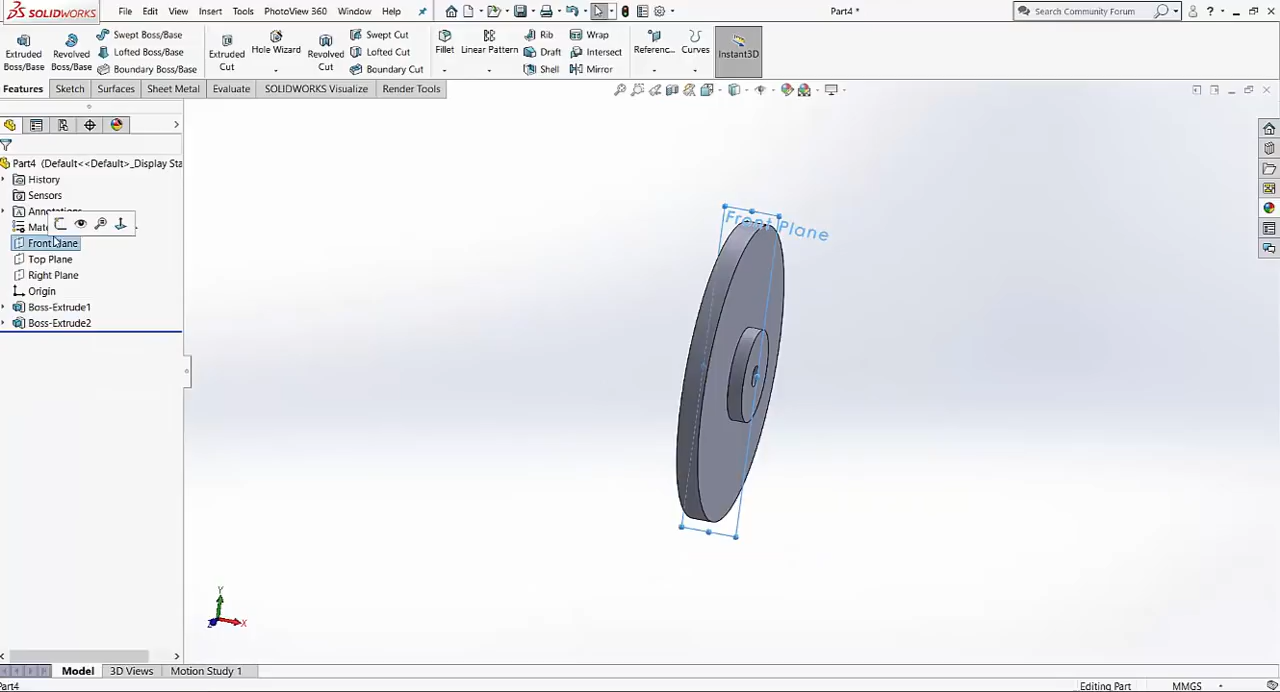 SOLIDWORKS File Edit View Insert Tools PhotoView 360 Window Help Part4 * Search Community Forum ?
Extruded Boss/Base
Revolved Boss/Base
Swept Boss/Base
Lofted Boss/Base
Boundary Boss/Base
Extruded Cut
Hole Wizard
Revolved Cut
Swept Cut
Lofted Cut
Boundary Cut
Fillet
Linear Pattern
Rib
Draft
Shell
Wrap
Intersect
Mirror
Referenc...
Curves
Instant3D
Features Sketch Surfaces Sheet Metal Evaluate SOLIDWORKS Visualize Render Tools
Part4 (Default<<Default>_Display Sta
History
Sensors
Annotations
Mate
Front Plane
Top Plane
Right Plane
Origin
Boss-Extrude1
Boss-Extrude2
Front Plane
Y
X
Z
Model 3D Views Motion Study 1
Part4 Editing Part MMGS